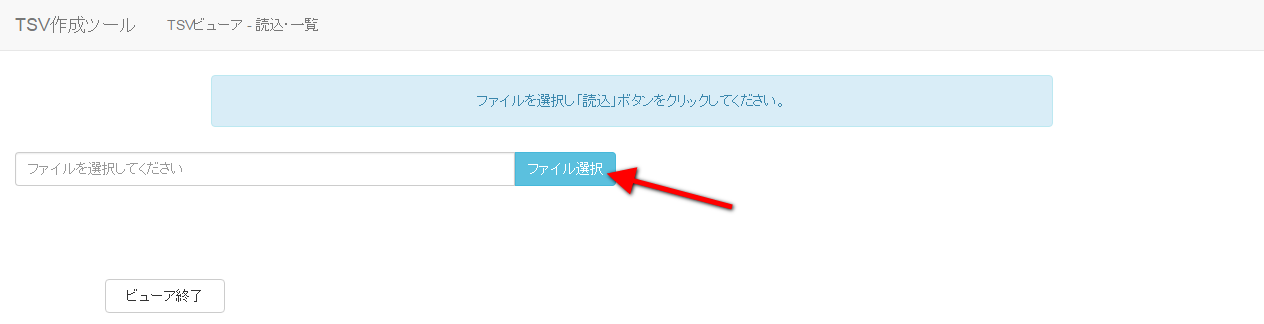 TSV作成ツール TSVビューア - 読込・一覧
ファイルを選択し「読込」ボタンをクリックしてください。
ファイルを選択してください ファイル選択
ビューア終了